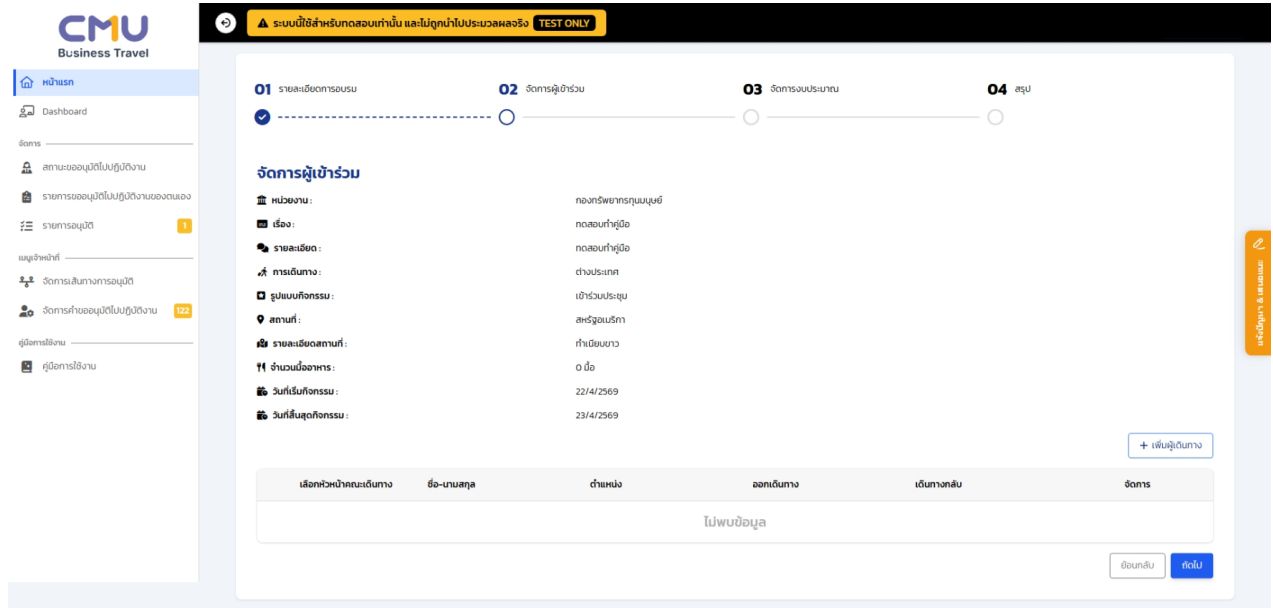 CMU
Business Travel
ระบบนี้ใช้สำหรับทดสอบเท่านั้น และไม่ถูกนำไปประมวลผลจริง TEST ONLY
หน้าแรก
Dashboard
จัดการ
สถานะขออนุมัติไปปฏิบัติงาน
รายการขออนุมัติไปปฏิบัติงานของตนเอง
รายการอนุมัติ 1
เมนูเจ้าหน้าที่
จัดการเส้นทางการอนุมัติ
จัดการคำขออนุมัติไปปฏิบัติงาน 122
คู่มือการใช้งาน
คู่มือการใช้งาน
01 รายละเอียดการอบรม 02 จัดการผู้เข้าร่วม 03 จัดการงบประมาณ 04 สรุป
จัดการผู้เข้าร่วม
หน่วยงาน : กองทรัพยากรทุนมนุษย์
เรื่อง : ทดสอบทำคู่มือ
รายละเอียด : ทดสอบทำคู่มือ
การเดินทาง : ต่างประเทศ
รูปแบบกิจกรรม : เข้าร่วมประชุม
สถานที่ : สหรัฐอเมริกา
รายละเอียดสถานที่ : ทำเนียบขาว
จำนวนมื้ออาหาร : 0 มื้อ
วันที่เริ่มกิจกรรม : 22/4/2569
วันที่สิ้นสุดกิจกรรม : 23/4/2569
+ เพิ่มผู้เดินทาง
เลือกหัวหน้าคณะเดินทาง ชื่อ-นามสกุล ตำแหน่ง ออกเดินทาง เดินทางกลับ จัดการ
ไม่พบข้อมูล
ย้อนกลับ ถัดไป
แจ้งปัญหา & เสนอแนะ